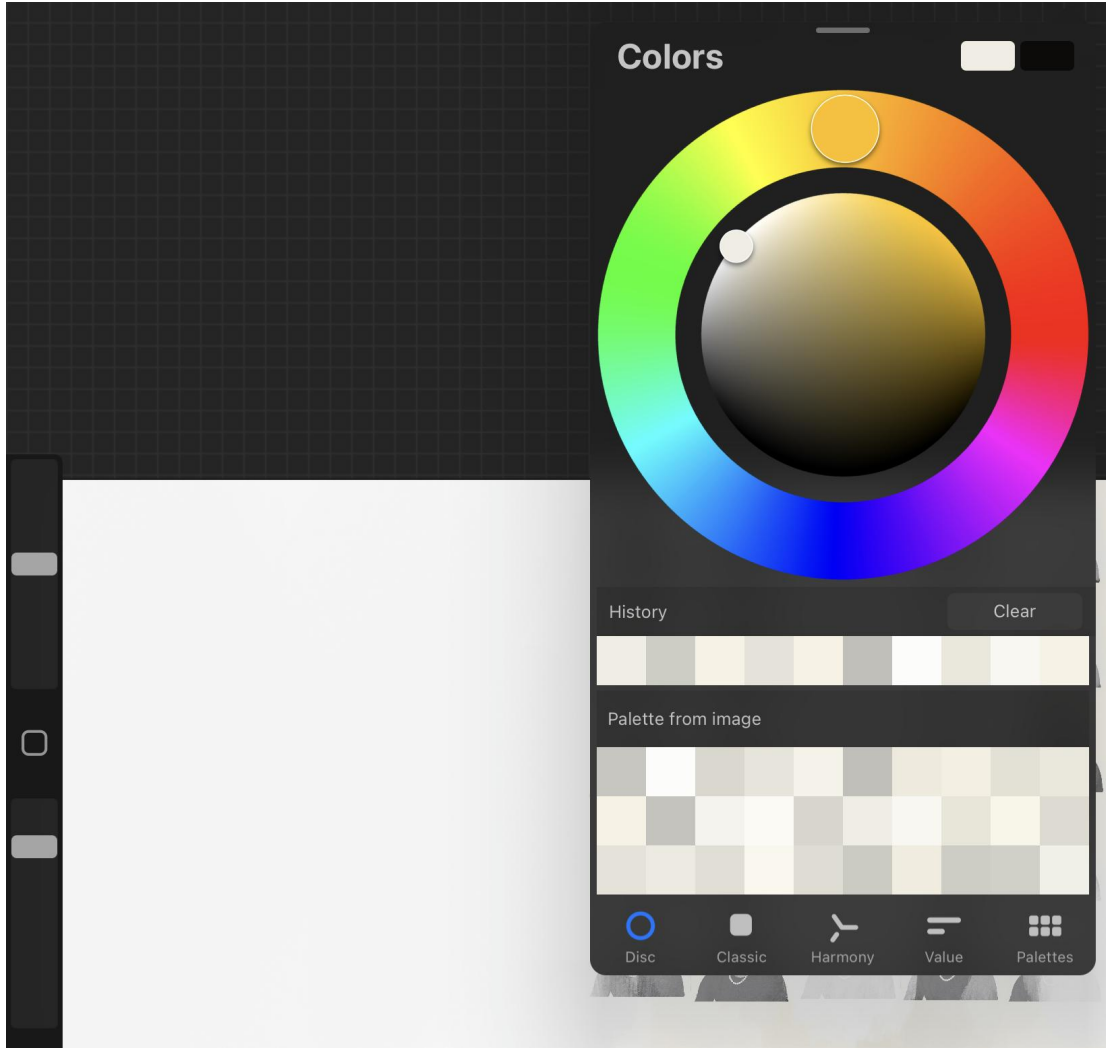 Colors
History
Clear
Palette from image
Disc
Classic
Harmony
Value
Palettes